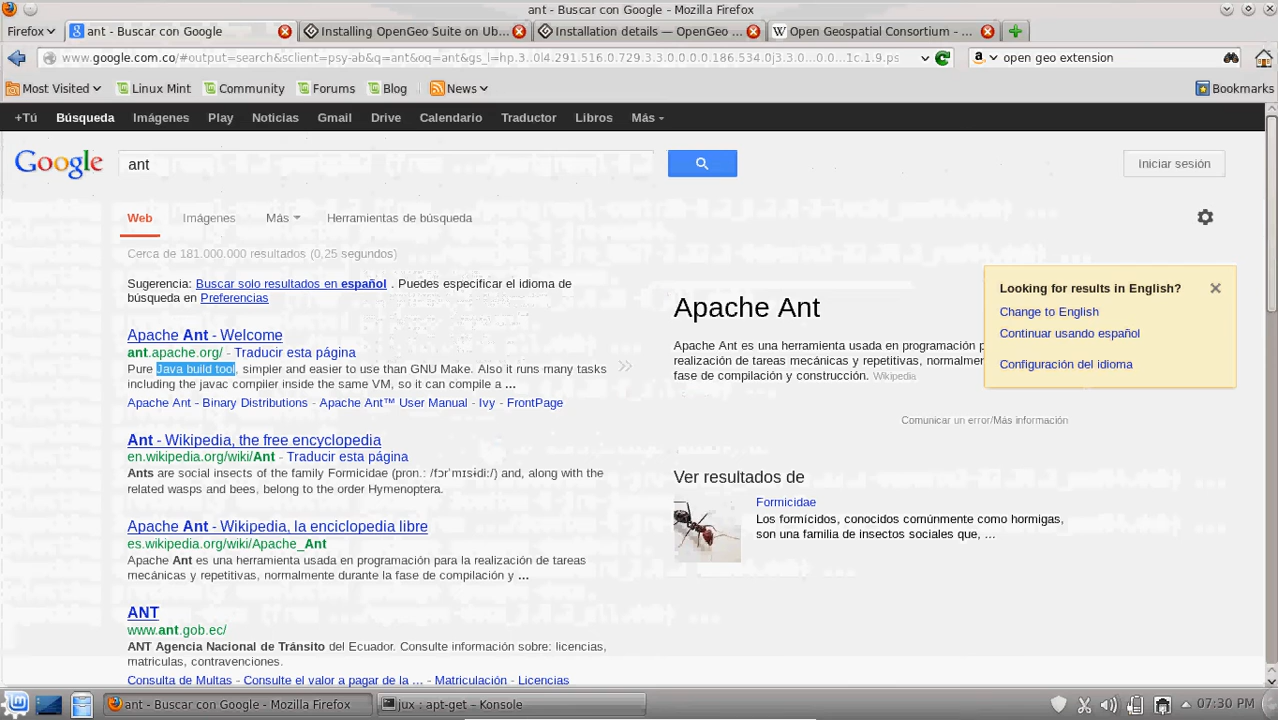 ant - Buscar con Google - Mozilla Firefox
Firefox
ant - Buscar con Google
Installing OpenGeo Suite on Ub...
Installation details — OpenGeo ...
Open Geospatial Consortium - ...
www.google.com.co/#output=search&sclient=psy-ab&q=ant&oq=ant&gs_l=hp.3..0l4.291.516.0.729.3.3.0.0.0.0.186.534.0j3.3.0...0.0...1c.1.9.ps
open geo extension
Most Visited
Linux Mint
Community
Forums
Blog
News
Bookmarks
+Tú Búsqueda Imágenes Play Noticias Gmail Drive Calendario Traductor Libros Más
Google
ant
Iniciar sesión
Web Imágenes Más Herramientas de búsqueda
Cerca de 181.000.000 resultados (0,25 segundos)
Sugerencia: Buscar solo resultados en español . Puedes especificar el idioma de
búsqueda en Preferencias
Apache Ant - Welcome
ant.apache.org/ - Traducir esta página
Pure Java build tool, simpler and easier to use than GNU Make. Also it runs many tasks
including the javac compiler inside the same VM, so it can compile a ...
Apache Ant - Binary Distributions - Apache Ant™ User Manual - Ivy - FrontPage
Ant - Wikipedia, the free encyclopedia
en.wikipedia.org/wiki/Ant - Traducir esta página
Ants are social insects of the family Formicidae (pron.: /fɔrˈmɪsɨdiː/) and, along with the
related wasps and bees, belong to the order Hymenoptera.
Apache Ant - Wikipedia, la enciclopedia libre
es.wikipedia.org/wiki/Apache_Ant
Apache Ant es una herramienta usada en programación para la realización de tareas
mecánicas y repetitivas, normalmente durante la fase de compilación y ...
ANT
www.ant.gob.ec/
ANT Agencia Nacional de Tránsito del Ecuador. Consulte información sobre: licencias,
matriculas, contravenciones.
Consulta de Multas - Consulte el valor a pagar de la ... - Matriculación - Licencias
Apache Ant
Apache Ant es una herramienta usada en programación p
realización de tareas mecánicas y repetitivas, normalmen
fase de compilación y construcción. Wikipedia
Comunicar un error/Más información
Ver resultados de
Formicidae
Los formícidos, conocidos comúnmente como hormigas,
son una familia de insectos sociales que, ...
Looking for results in English?
Change to English
Continuar usando español
Configuración del idioma
ant - Buscar con Google - Mozilla Firefox
jux : apt-get – Konsole
07:30 PM